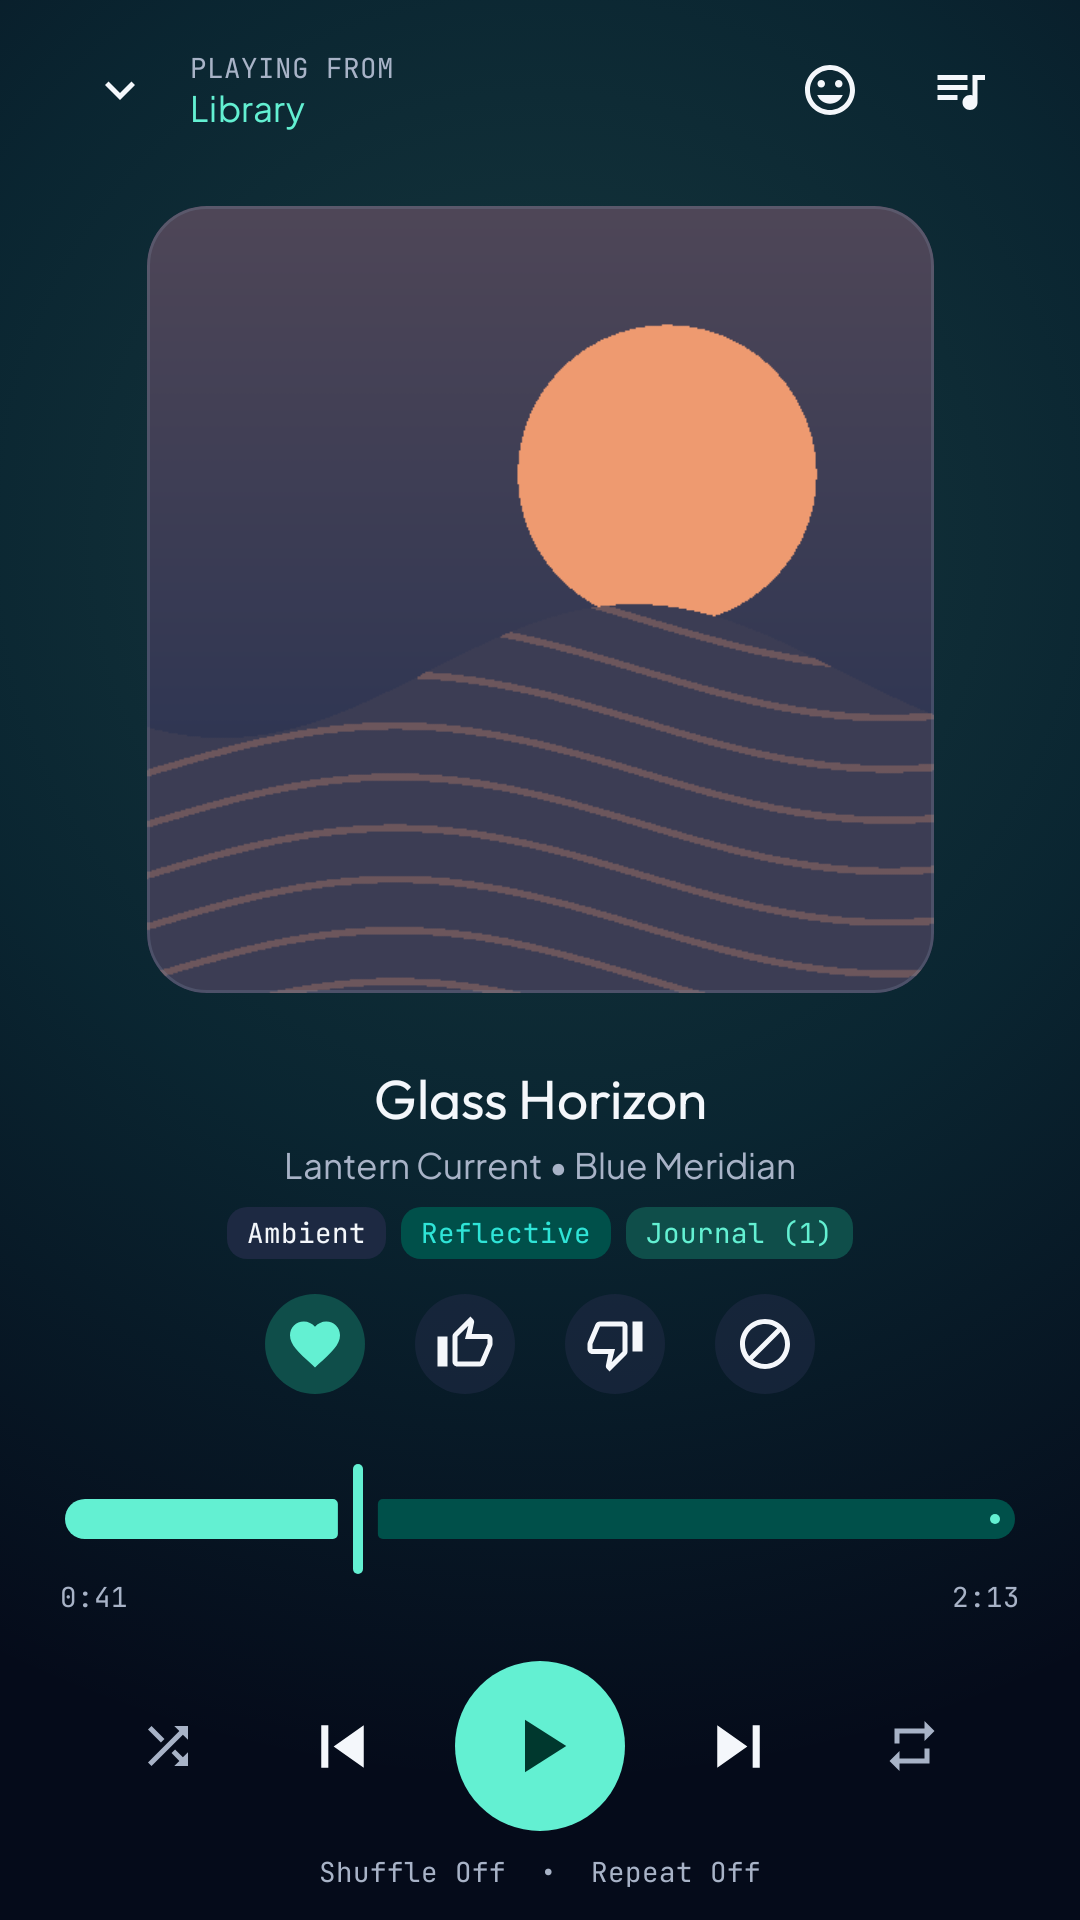 PLAYING FROM
Library
Glass Horizon
Lantern Current • Blue Meridian
Ambient Reflective Journal (1)
0:41 2:13
Shuffle Off • Repeat Off